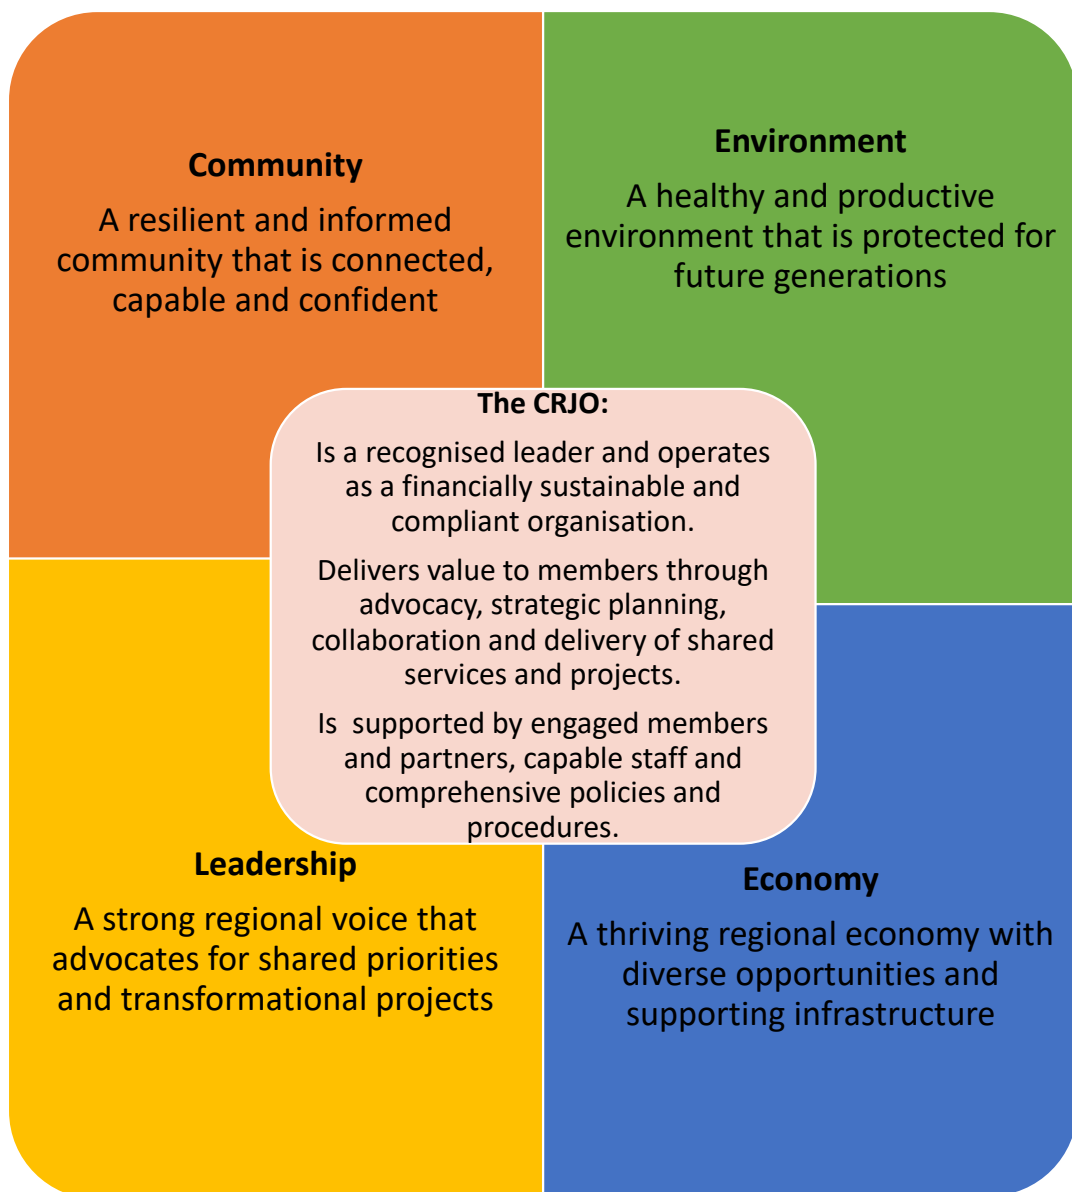 Community
A resilient and informed
community that is connected,
capable and confident
Environment
A healthy and productive
environment that is protected for
future generations
The CRJO:
Is a recognised leader and operates
as a financially sustainable and
compliant organisation.
Delivers value to members through
advocacy, strategic planning,
collaboration and delivery of shared
services and projects.
Is  supported by engaged members
and partners, capable staff and
comprehensive policies and
procedures.
Leadership
A strong regional voice that
advocates for shared priorities
and transformational projects
Economy
A thriving regional economy with
diverse opportunities and
supporting infrastructure